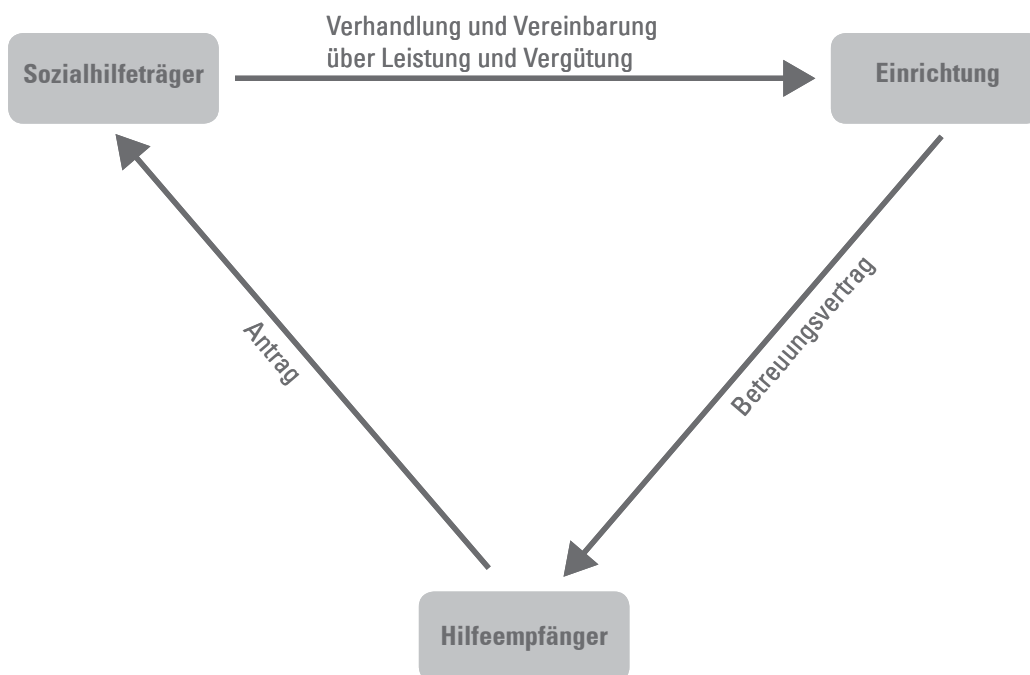 Verhandlung und Vereinbarung
über Leistung und Vergütung
Sozialhilfeträger
Einrichtung
Antrag
Betreuungsvertrag
Hilfeempfänger